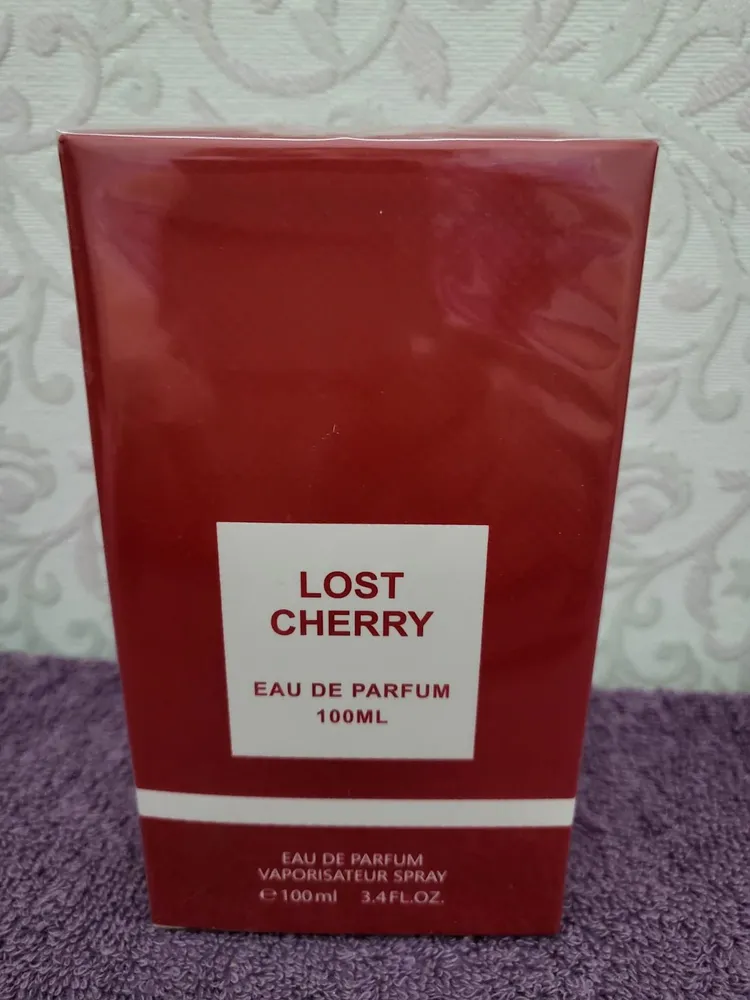 LOST
CHERRY
EAU DE PARFUM
100ML
EAU DE PARFUM
VAPORISATEUR SPRAY
℮100ml 3.4FL.OZ.